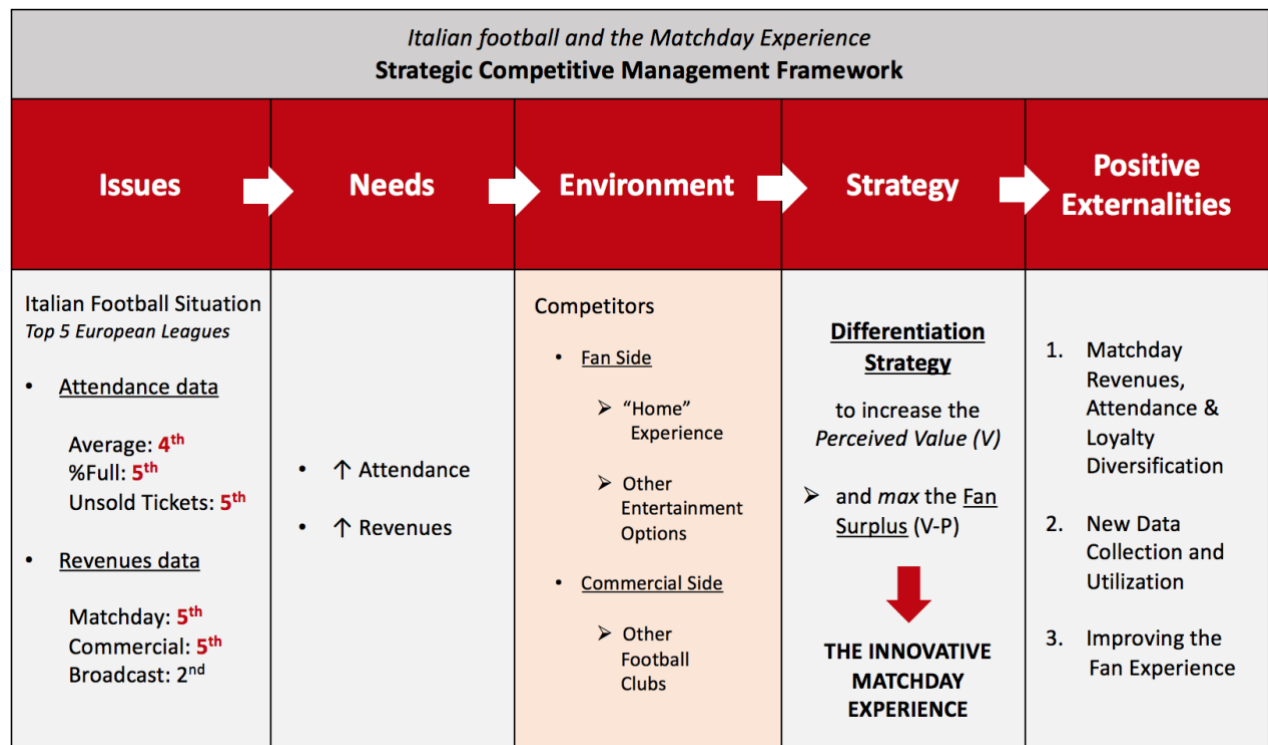 Italian football and the Matchday Experience
Strategic Competitive Management Framework
Issues
Needs
Environment
Strategy
Positive
Externalities
Italian Football Situation
Top 5 European Leagues
• Attendance data
Average: 4th
%Full: 5th
Unsold Tickets: 5th
• Revenues data
Matchday: 5th
Commercial: 5th
Broadcast: 2nd
• ↑ Attendance
• ↑ Revenues
Competitors
• Fan Side
➢ “Home”
Experience
➢ Other
Entertainment
Options
• Commercial Side
➢ Other
Football
Clubs
Differentiation
Strategy
to increase the
Perceived Value (V)
➢ and max the Fan
Surplus (V-P)
THE INNOVATIVE
MATCHDAY
EXPERIENCE
1. Matchday
Revenues,
Attendance &
Loyalty
Diversification
2. New Data
Collection and
Utilization
3. Improving the
Fan Experience